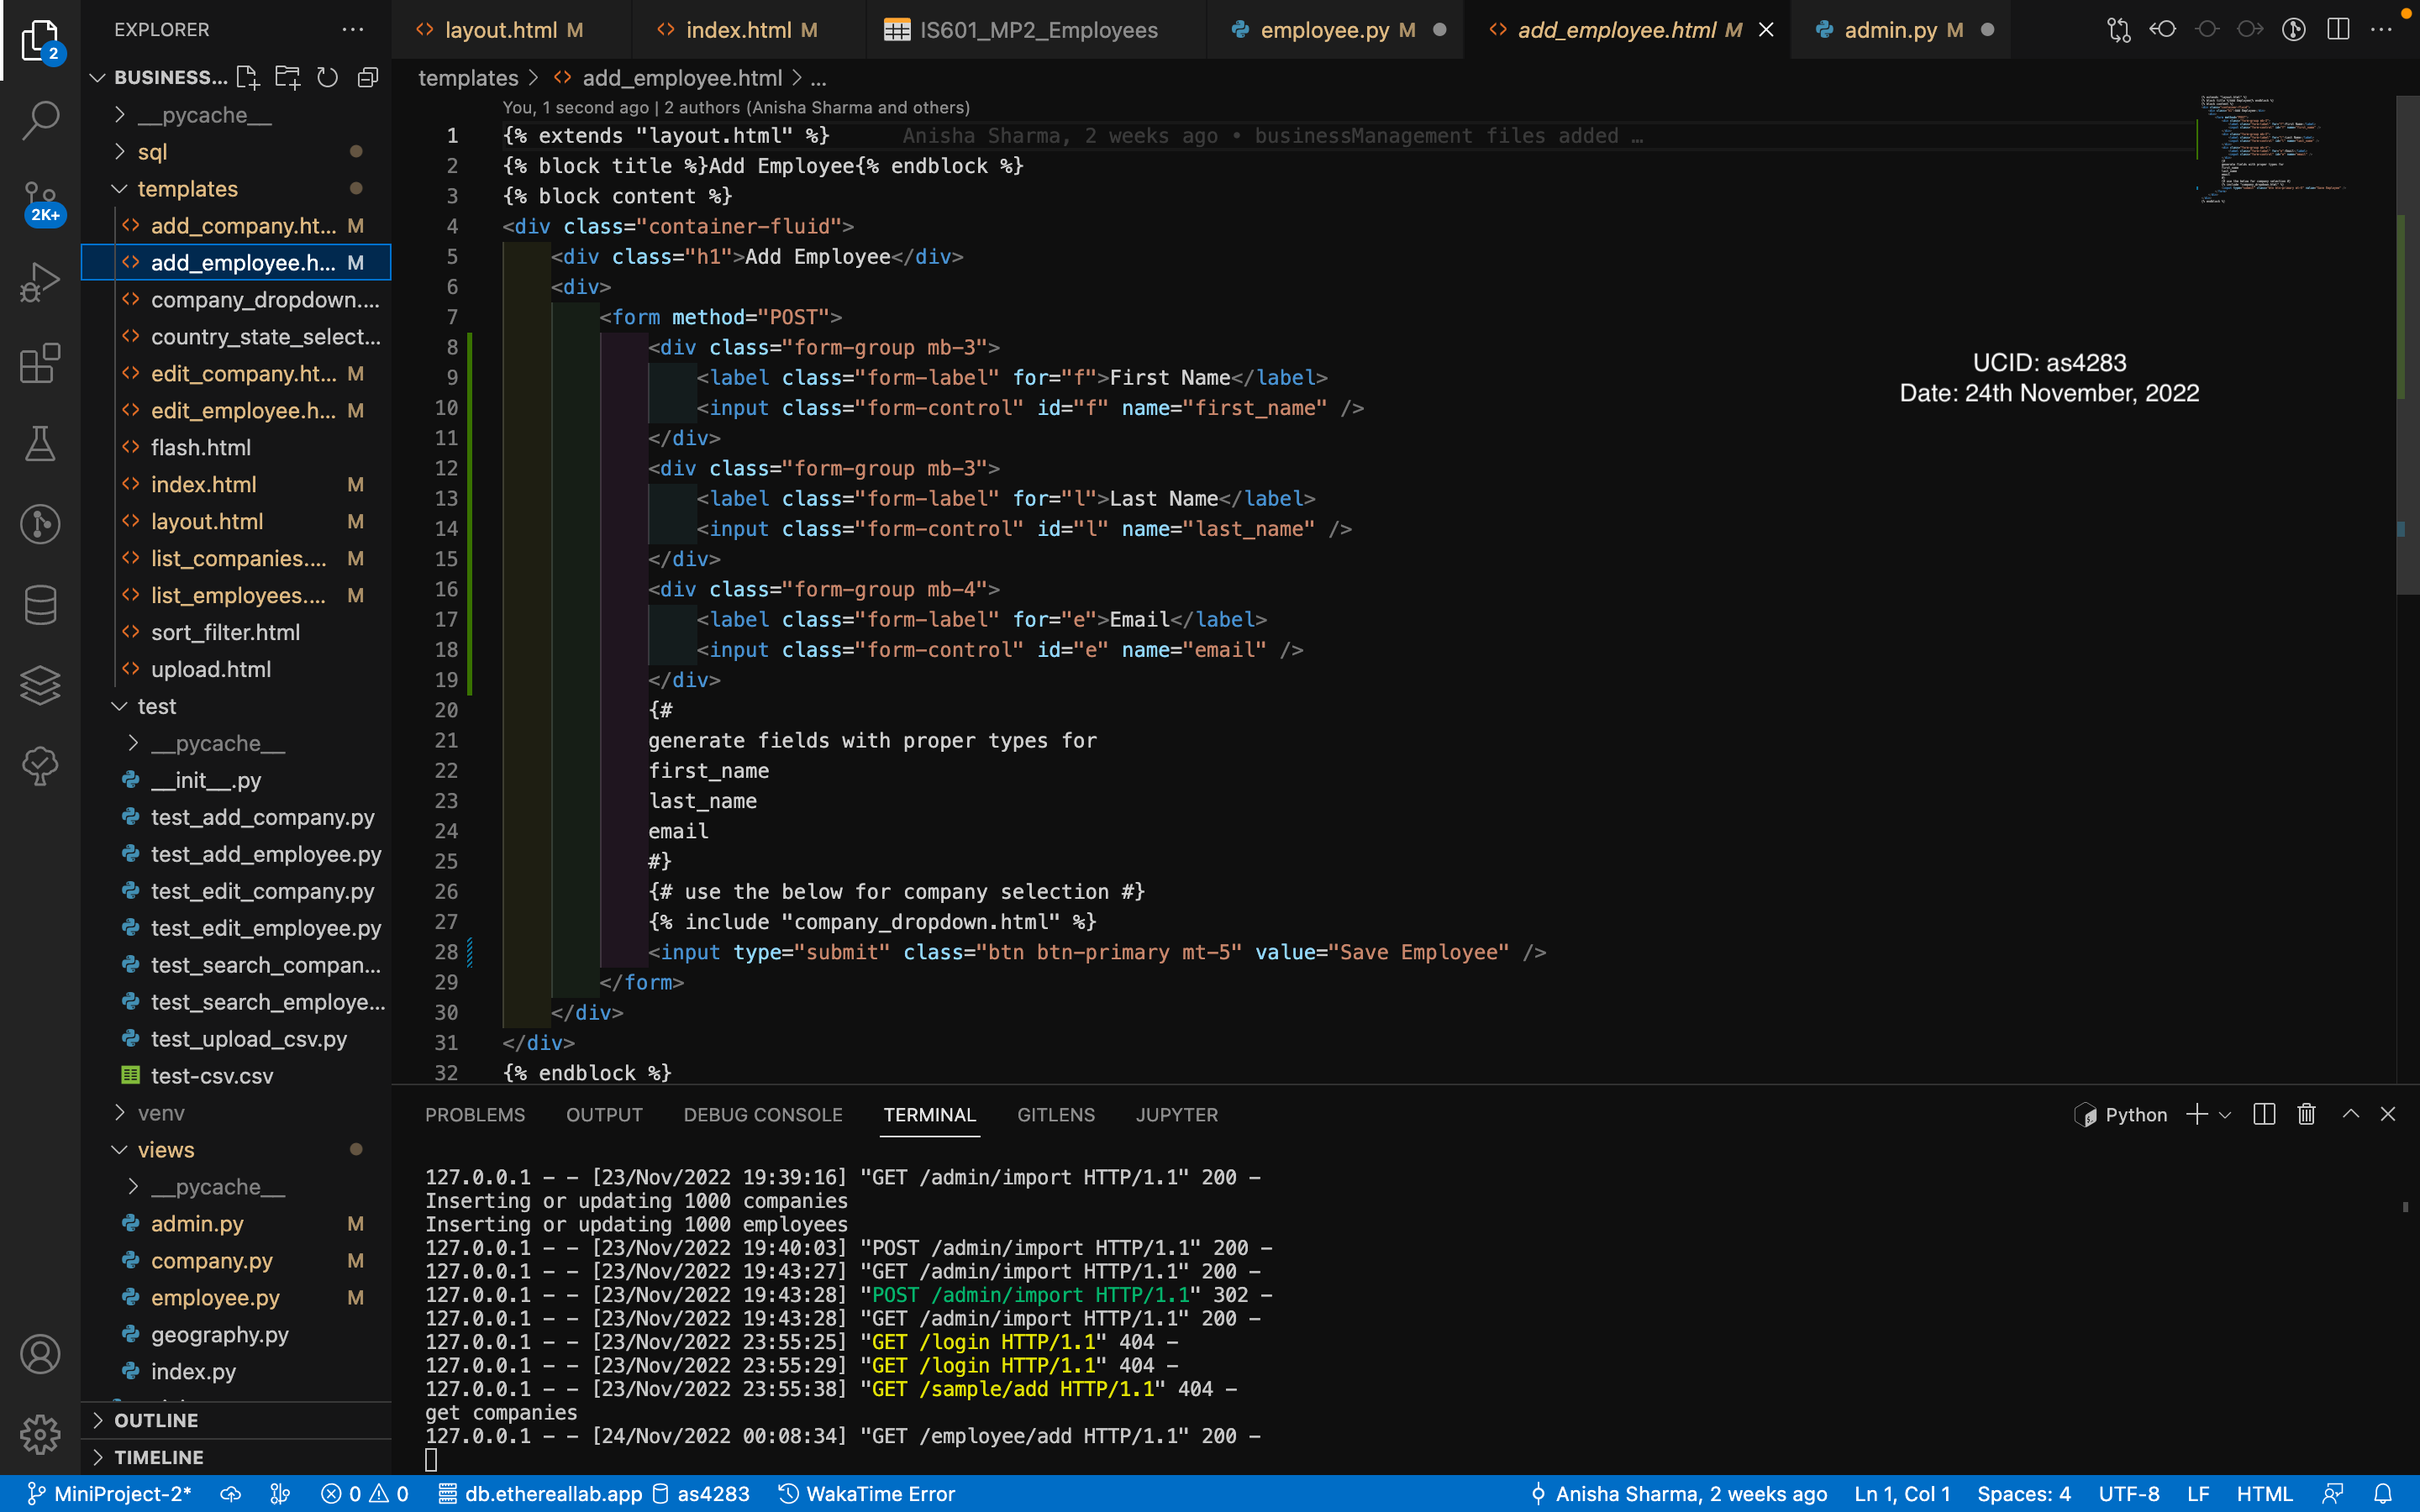 EXPLORER ...
layout.html M
index.html M
IS601_MP2_Employees
employee.py M
add_employee.html M
admin.py M
2
BUSINESS...
templates > add_employee.html > ...
__pycache__
sql
templates
add_company.ht... M
add_employee.h... M
company_dropdown....
country_state_select...
edit_company.ht... M
edit_employee.h... M
flash.html
index.html M
layout.html M
list_companies.... M
list_employees.... M
sort_filter.html
upload.html
test
__pycache__
__init__.py
test_add_company.py
test_add_employee.py
test_edit_company.py
test_edit_employee.py
test_search_compan...
test_search_employe...
test_upload_csv.py
test-csv.csv
venv
views
__pycache__
admin.py M
company.py M
employee.py M
geography.py
index.py
OUTLINE
TIMELINE
2K+
You, 1 second ago | 2 authors (Anisha Sharma and others)
1 {% extends "layout.html" %} Anisha Sharma, 2 weeks ago • businessManagement files added …
2 {% block title %}Add Employee{% endblock %}
3 {% block content %}
4 <div class="container-fluid">
5 <div class="h1">Add Employee</div>
6 <div>
7 <form method="POST">
8 <div class="form-group mb-3">
9 <label class="form-label" for="f">First Name</label>
10 <input class="form-control" id="f" name="first_name" />
11 </div>
12 <div class="form-group mb-3">
13 <label class="form-label" for="l">Last Name</label>
14 <input class="form-control" id="l" name="last_name" />
15 </div>
16 <div class="form-group mb-4">
17 <label class="form-label" for="e">Email</label>
18 <input class="form-control" id="e" name="email" />
19 </div>
20 {#
21 generate fields with proper types for
22 first_name
23 last_name
24 email
25 #}
26 {# use the below for company selection #}
27 {% include "company_dropdown.html" %}
28 <input type="submit" class="btn btn-primary mt-5" value="Save Employee" />
29 </form>
30 </div>
31 </div>
32 {% endblock %}
UCID: as4283
Date: 24th November, 2022
PROBLEMS OUTPUT DEBUG CONSOLE TERMINAL GITLENS JUPYTER
Python
127.0.0.1 - - [23/Nov/2022 19:39:16] "GET /admin/import HTTP/1.1" 200 -
Inserting or updating 1000 companies
Inserting or updating 1000 employees
127.0.0.1 - - [23/Nov/2022 19:40:03] "POST /admin/import HTTP/1.1" 200 -
127.0.0.1 - - [23/Nov/2022 19:43:27] "GET /admin/import HTTP/1.1" 200 -
127.0.0.1 - - [23/Nov/2022 19:43:28] "POST /admin/import HTTP/1.1" 302 -
127.0.0.1 - - [23/Nov/2022 19:43:28] "GET /admin/import HTTP/1.1" 200 -
127.0.0.1 - - [23/Nov/2022 23:55:25] "GET /login HTTP/1.1" 404 -
127.0.0.1 - - [23/Nov/2022 23:55:29] "GET /login HTTP/1.1" 404 -
127.0.0.1 - - [23/Nov/2022 23:55:38] "GET /sample/add HTTP/1.1" 404 -
get companies
127.0.0.1 - - [24/Nov/2022 00:08:34] "GET /employee/add HTTP/1.1" 200 -
MiniProject-2* 0 0 db.ethereallab.app as4283 WakaTime Error
Anisha Sharma, 2 weeks ago Ln 1, Col 1 Spaces: 4 UTF-8 LF HTML